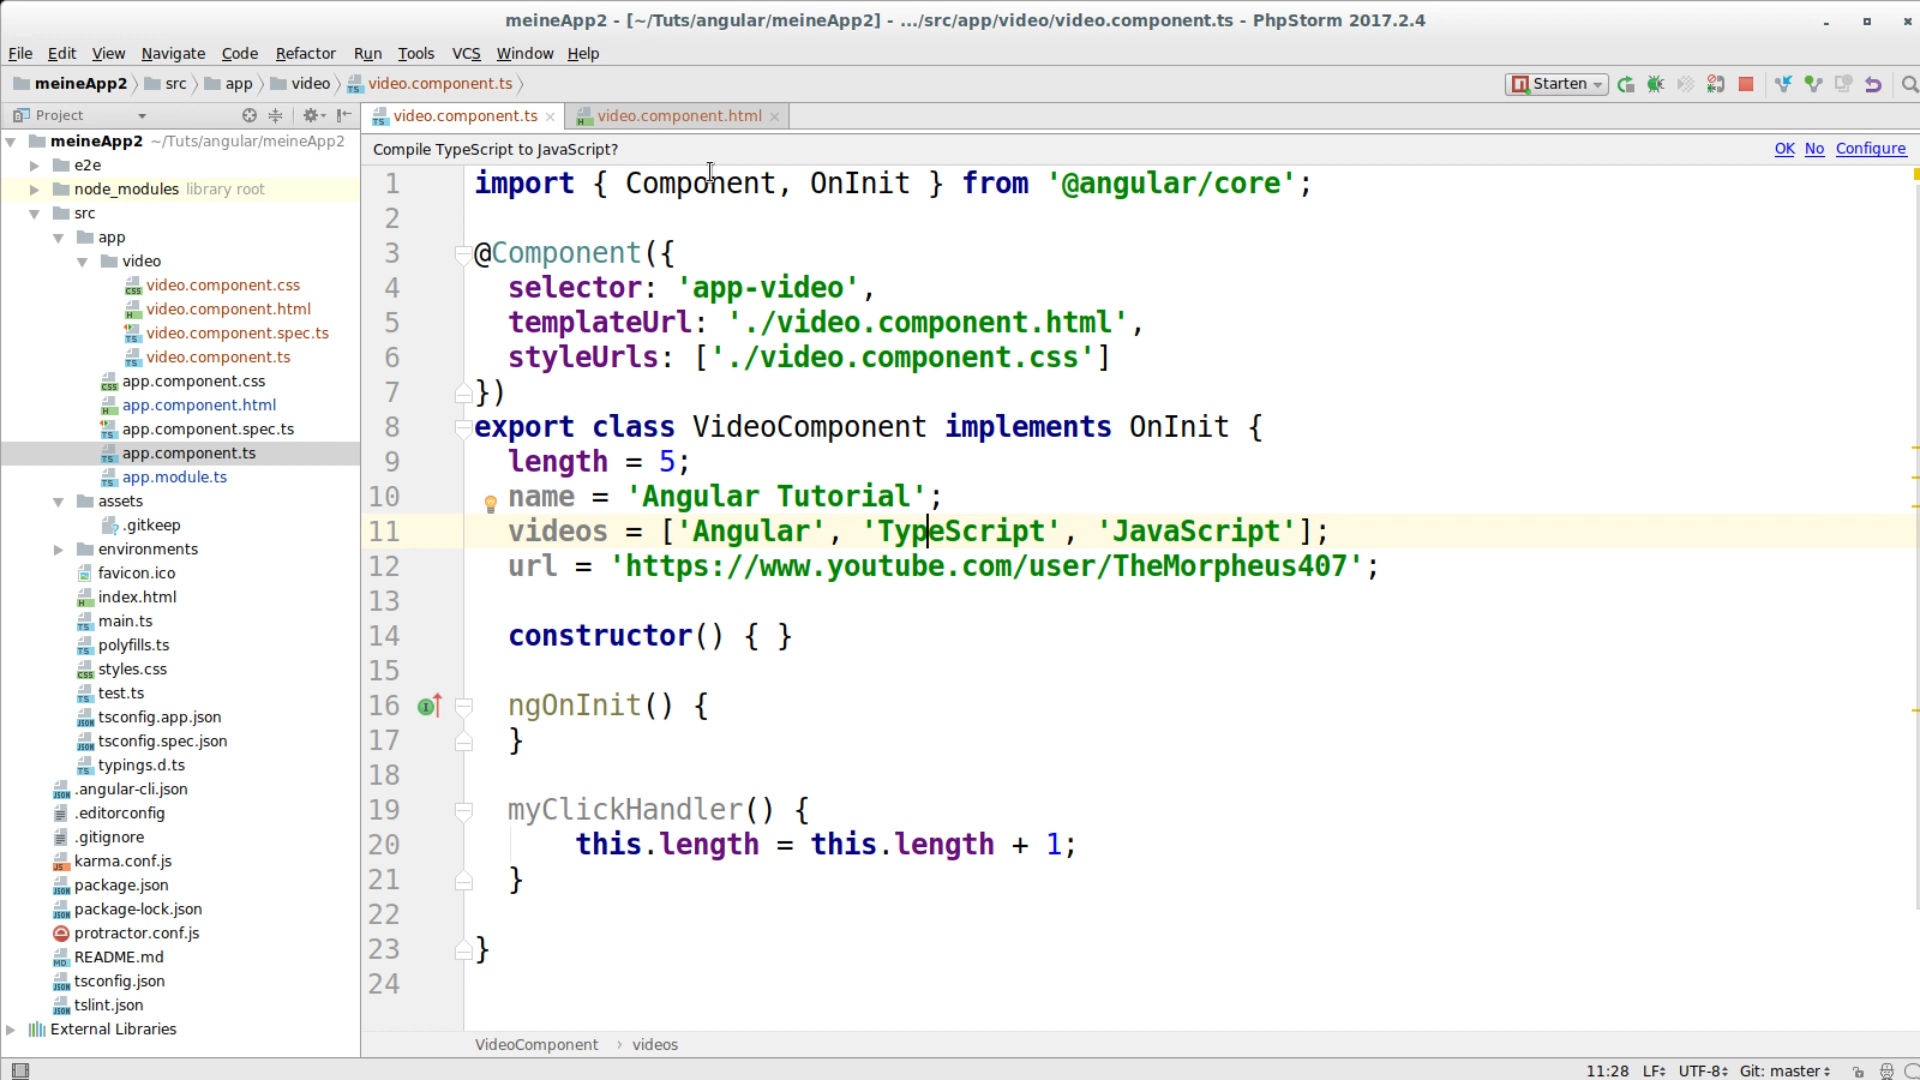 meineApp2 - [~/Tuts/angular/meineApp2] - .../src/app/video/video.component.ts - PhpStorm 2017.2.4
File Edit View Navigate Code Refactor Run Tools VCS Window Help
meineApp2 src app video video.component.ts Starten
Project
video.component.ts video.component.html
Compile TypeScript to JavaScript? OK No Configure
meineApp2 ~/Tuts/angular/meineApp2
e2e
node_modules library root
src
app
video
video.component.css
video.component.html
video.component.spec.ts
video.component.ts
app.component.css
app.component.html
app.component.spec.ts
app.component.ts
app.module.ts
assets
.gitkeep
environments
favicon.ico
index.html
main.ts
polyfills.ts
styles.css
test.ts
tsconfig.app.json
tsconfig.spec.json
typings.d.ts
.angular-cli.json
.editorconfig
.gitignore
karma.conf.js
package.json
package-lock.json
protractor.conf.js
README.md
tsconfig.json
tslint.json
External Libraries
1 import { Component, OnInit } from '@angular/core';
2
3 @Component({
4 selector: 'app-video',
5 templateUrl: './video.component.html',
6 styleUrls: ['./video.component.css']
7 })
8 export class VideoComponent implements OnInit {
9 length = 5;
10 name = 'Angular Tutorial';
11 videos = ['Angular', 'TypeScript', 'JavaScript'];
12 url = 'https://www.youtube.com/user/TheMorpheus407';
13
14 constructor() { }
15
16 ngOnInit() {
17 }
18
19 myClickHandler() {
20 this.length = this.length + 1;
21 }
22
23 }
24
VideoComponent › videos
11:28 LF UTF-8 Git: master